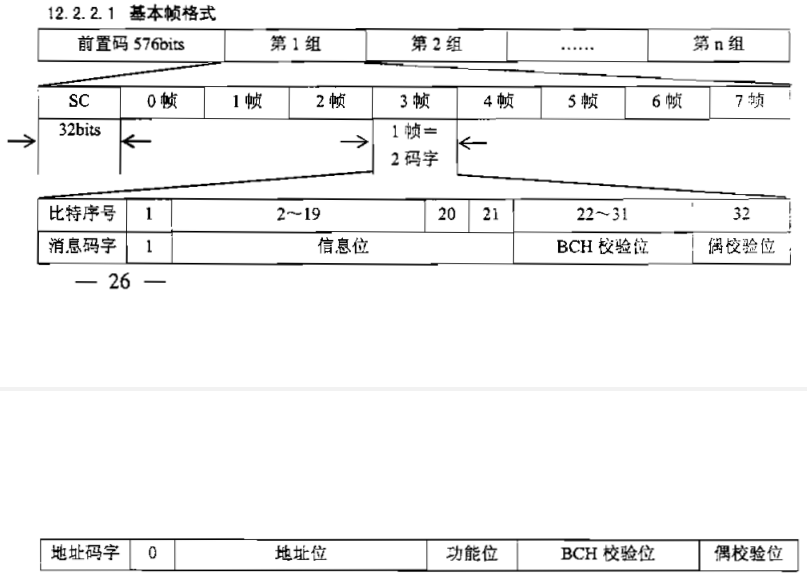 12.2.2.1 基本帧格式
前置码 576bits 第 1 组 第 2 组 …… 第 n 组
SC 0 帧 1 帧 2 帧 3 帧 4 帧 5 帧 6 帧 7 帧
32bits 1 帧＝
2 码字
比特序号 1 2～19 20 21 22～31 32
消息码字 1 信息位 BCH 校验位 偶校验位
— 26 —
地址码字 0 地址位 功能位 BCH 校验位 偶校验位